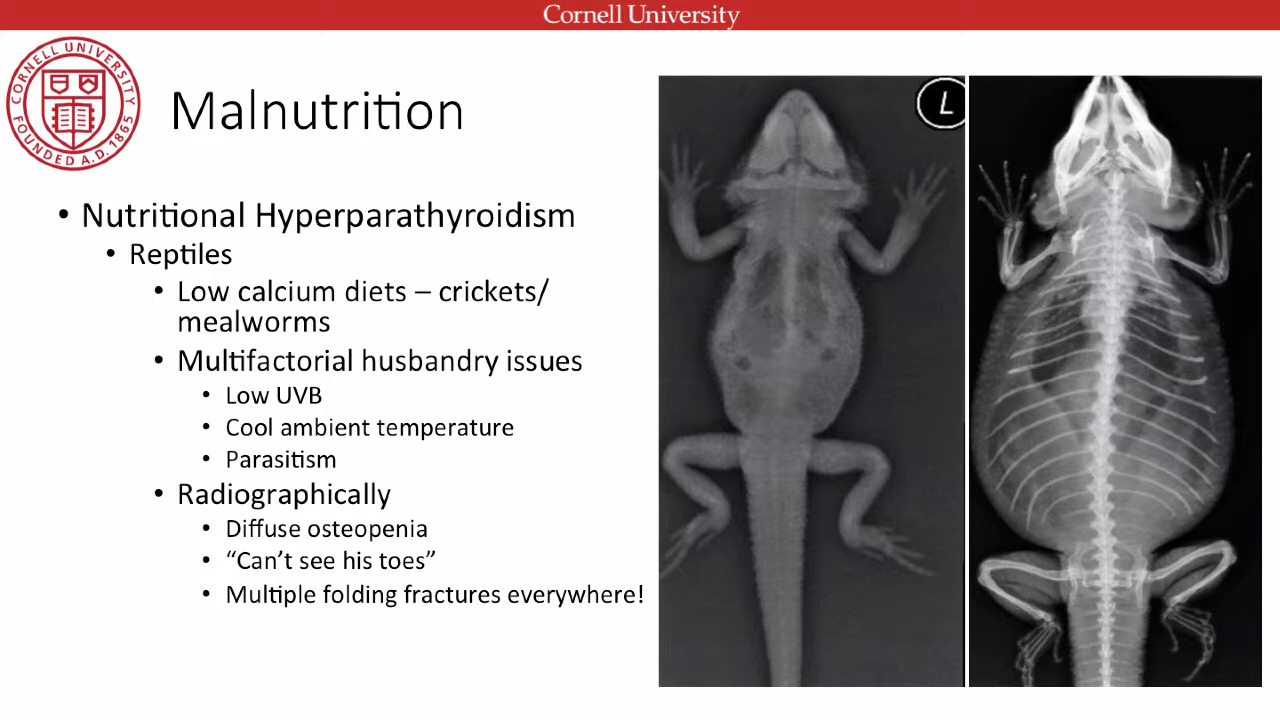 Cornell University
CORNELL UNIVERSITY
FOUNDED A.D. 1865
Malnutrition
• Nutritional Hyperparathyroidism
• Reptiles
• Low calcium diets – crickets/
mealworms
• Multifactorial husbandry issues
• Low UVB
• Cool ambient temperature
• Parasitism
• Radiographically
• Diffuse osteopenia
• “Can’t see his toes”
• Multiple folding fractures everywhere!
L